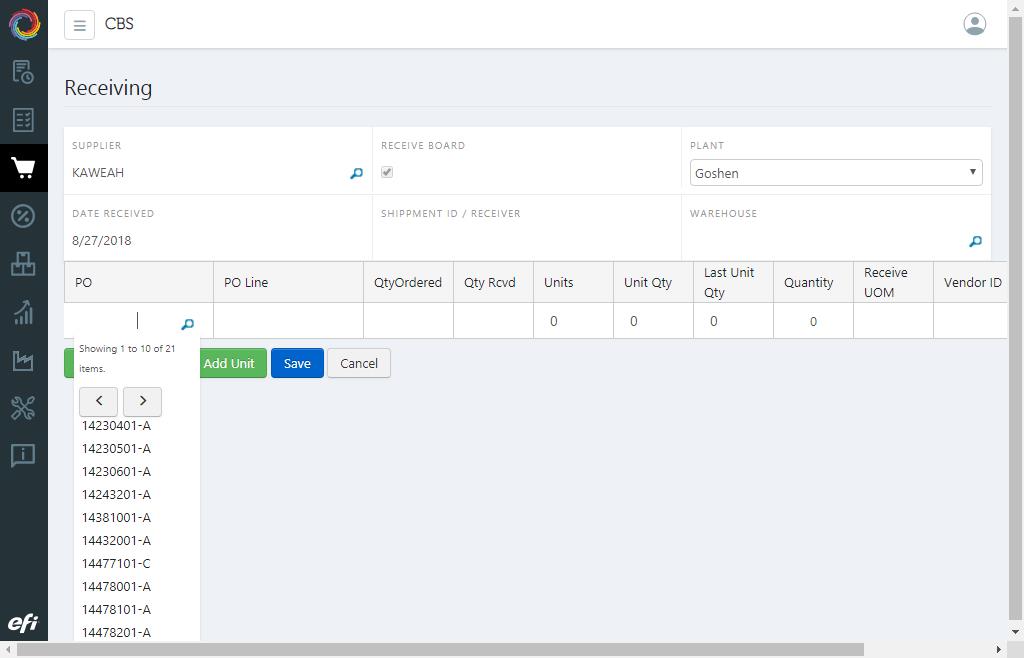 CBS
Receiving
SUPPLIER
RECEIVE BOARD
PLANT
KAWEAH
Goshen
DATE RECEIVED
SHIPPMENT ID / RECEIVER
WAREHOUSE
8/27/2018
PO
PO Line
QtyOrdered
Qty Rcvd
Units
Unit Qty
Last Unit
Qty
Quantity
Receive
UOM
Vendor ID
0
0
0
0
Showing 1 to 10 of 21
items.
Add Unit
Save
Cancel
14230401-A
14230501-A
14230601-A
14243201-A
14381001-A
14432001-A
14477101-C
14478001-A
14478101-A
14478201-A
efi